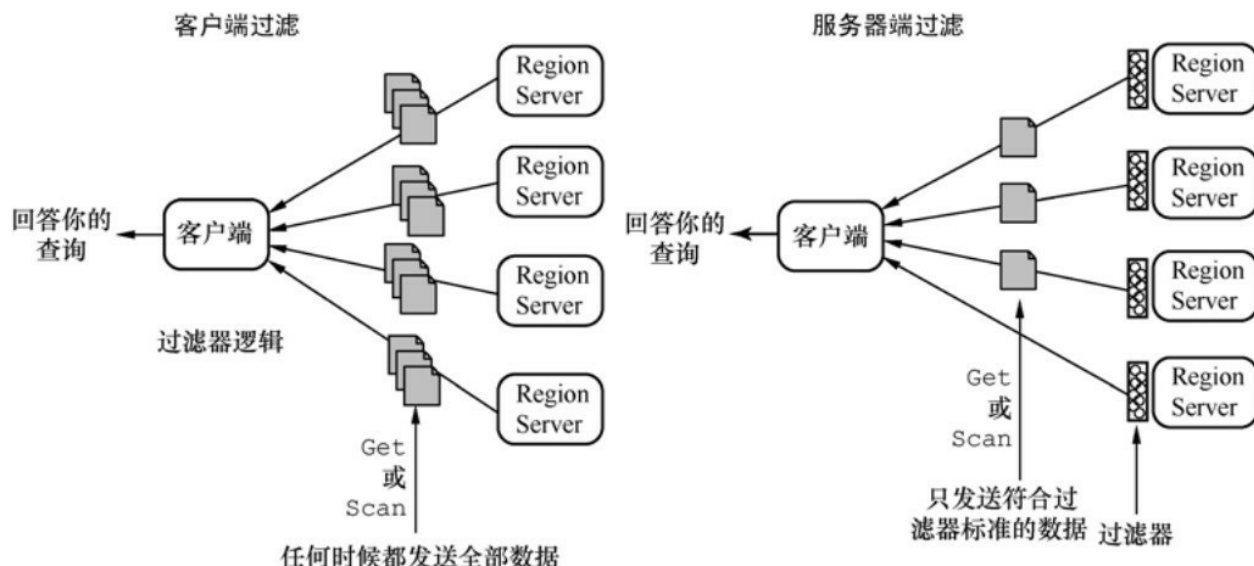 客户端过滤
Region
Server
Region
Server
Region
Server
Region
Server
回答你的
查询
客户端
过滤器逻辑
Get
或
Scan
任何时候都发送全部数据
服务器端过滤
Region
Server
Region
Server
Region
Server
Region
Server
回答你的
查询
客户端
Get
或
Scan
只发送符合过
滤器标准的数据
过滤器